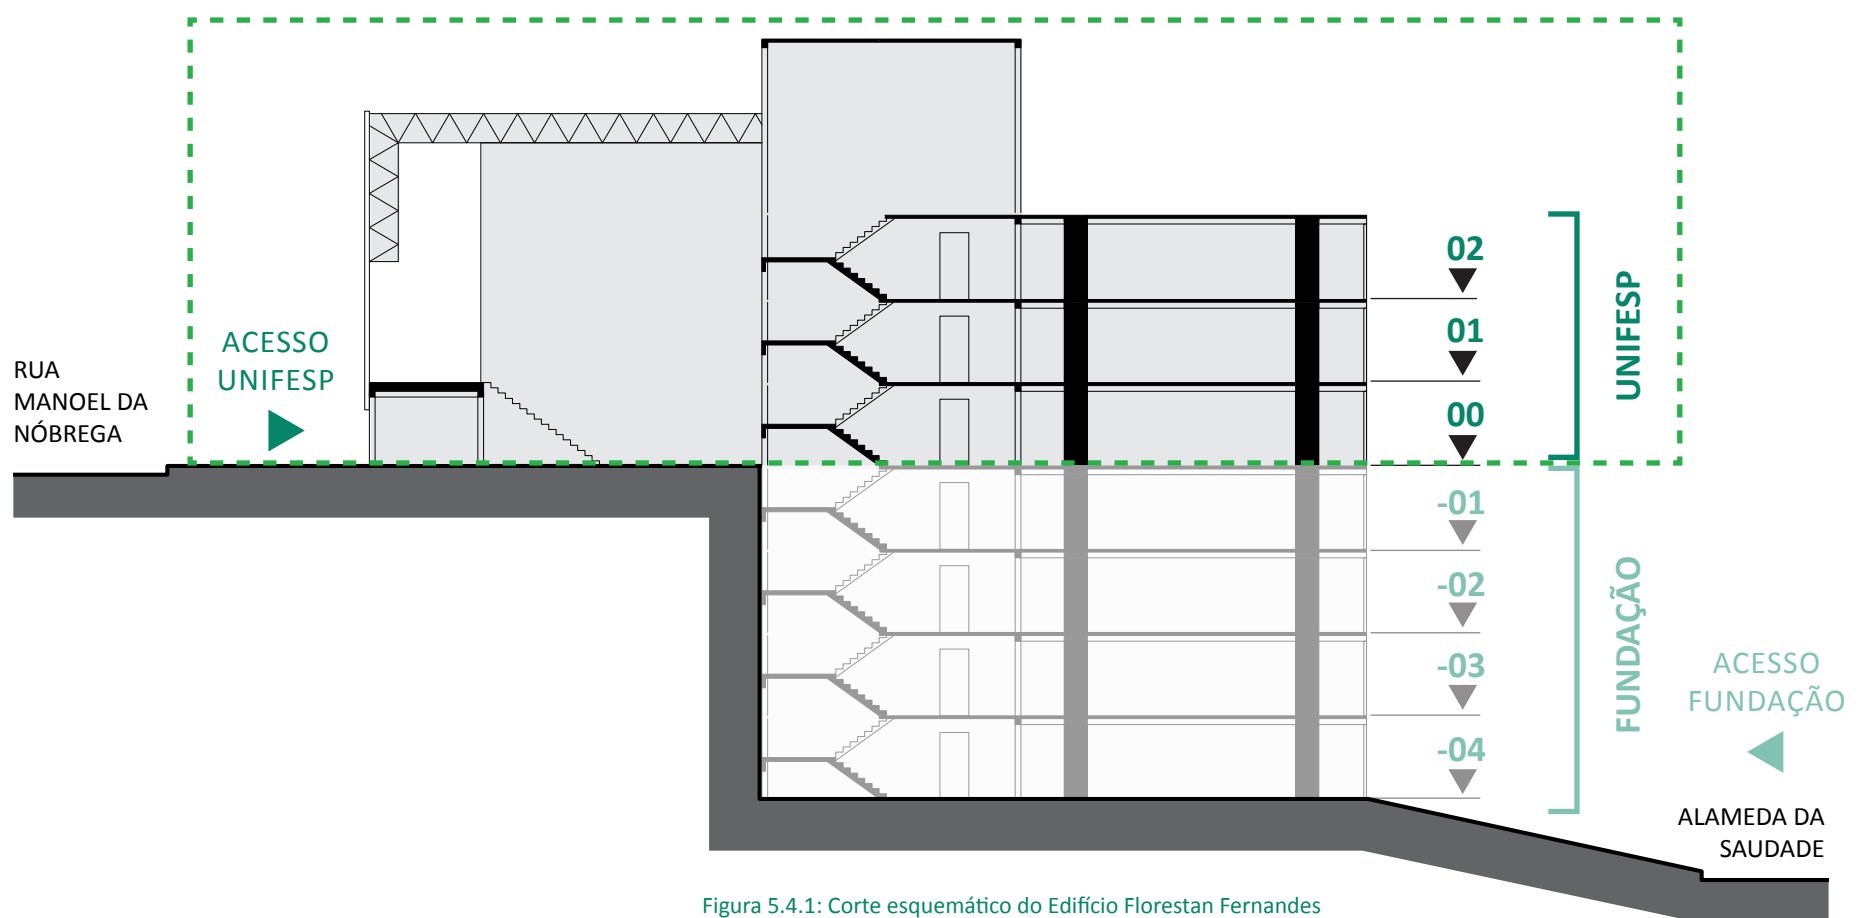 RUA
MANOEL DA
NÓBREGA
ACESSO
UNIFESP
02
01
00
UNIFESP
-01
-02
-03
-04
FUNDAÇÃO
ACESSO
FUNDAÇÃO
ALAMEDA DA
SAUDADE
Figura 5.4.1: Corte esquemático do Edifício Florestan Fernandes